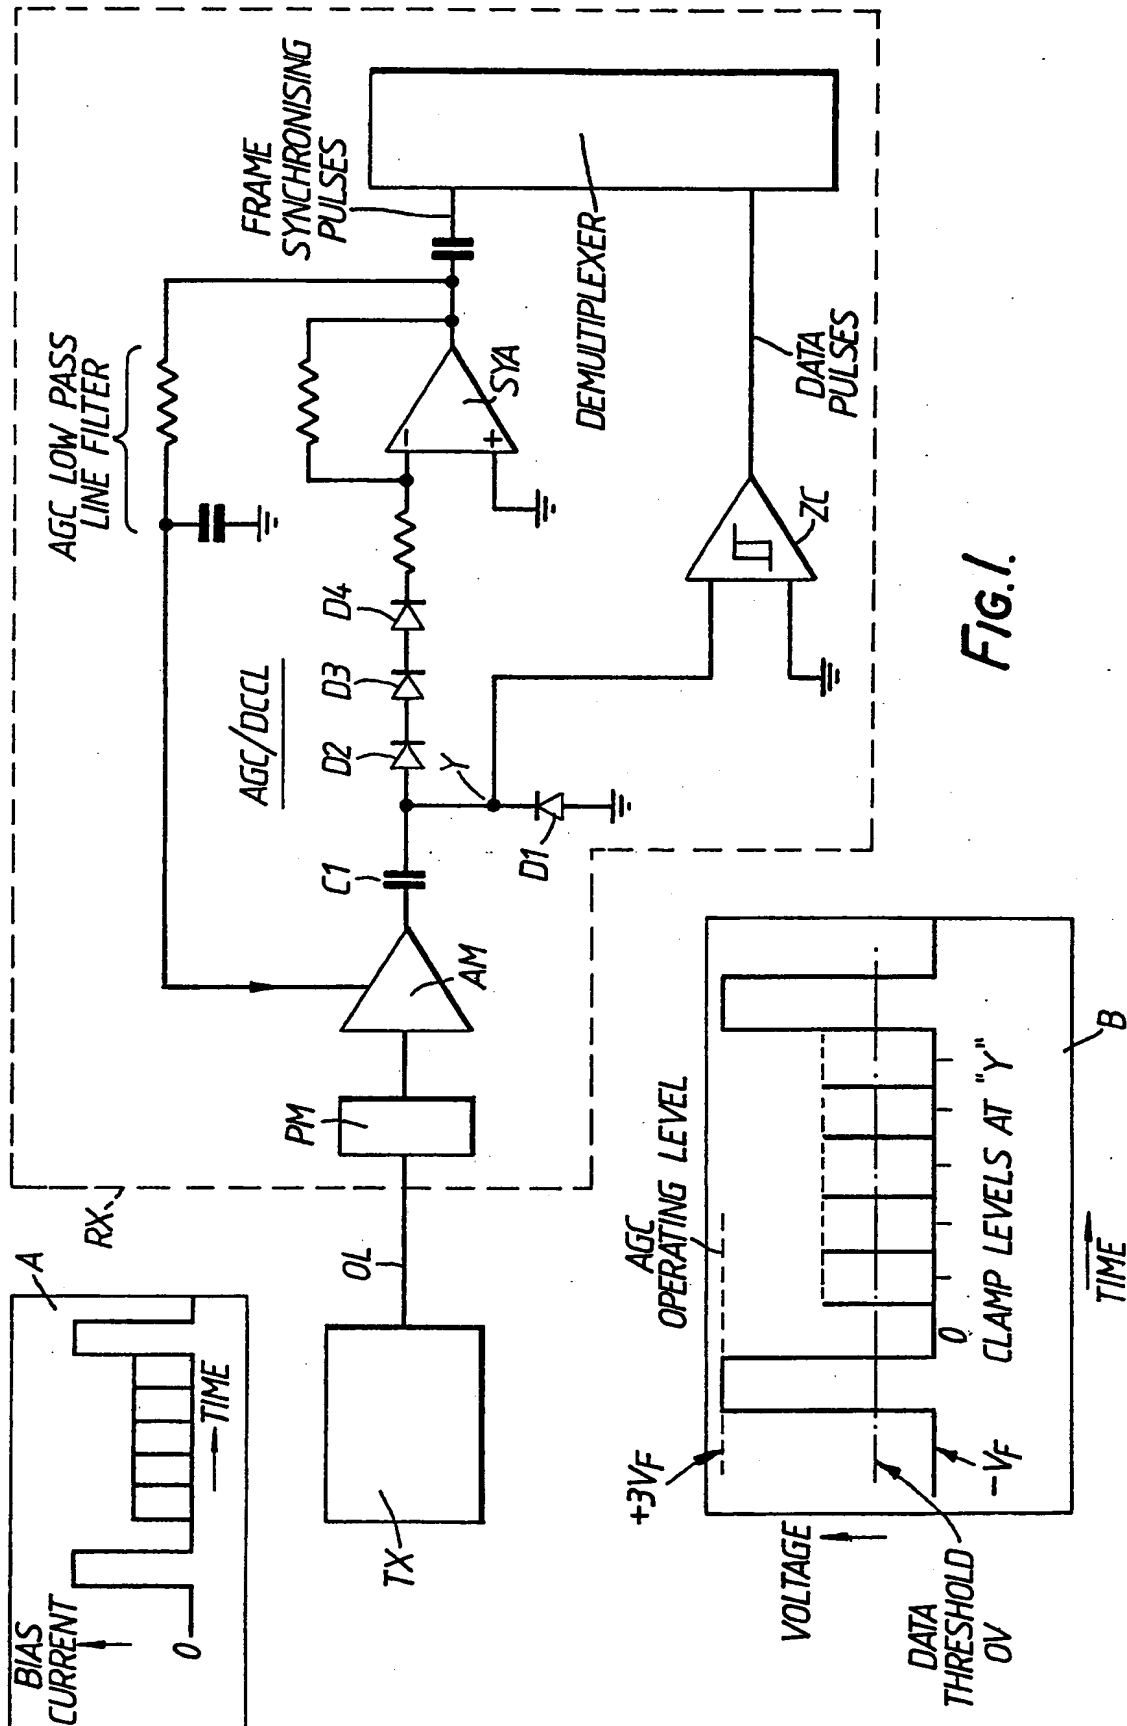 BIAS
CURRENT
0
TIME
A
TX
OL
RX
PM
AM
C1
AGC/DCCL
D2
D3
D4
Y
D1
AGC LOW PASS
LINE FILTER
SYA
-
+
FRAME
SYNCHRONISING
PULSES
DEMULTIPLEXER
ZC
DATA
PULSES
VOLTAGE
+3VF
AGC
OPERATING LEVEL
DATA
THRESHOLD
0V
-VF
0
CLAMP LEVELS AT "Y"
TIME
B
FIG.1.